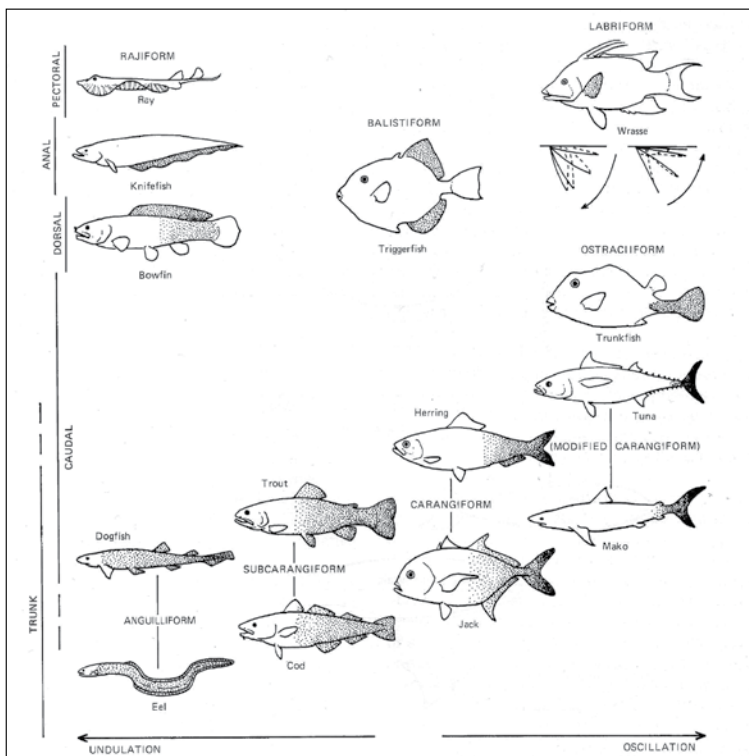 LABRIFORM
RAJIFORM
PECTORAL
Ray
Wrasse
BALISTIFORM
ANAL
Knifefish
DORSAL
Triggerfish
OSTRACIIFORM
Bowfin
Trunkfish
Tuna
Herring
(MODIFIED CARANGIFORM)
CAUDAL
Trout
CARANGIFORM
Dogfish
Mako
SUBCARANGIFORM
TRUNK
ANGUILLIFORM
Jack
Cod
Eel
UNDULATION
OSCILLATION